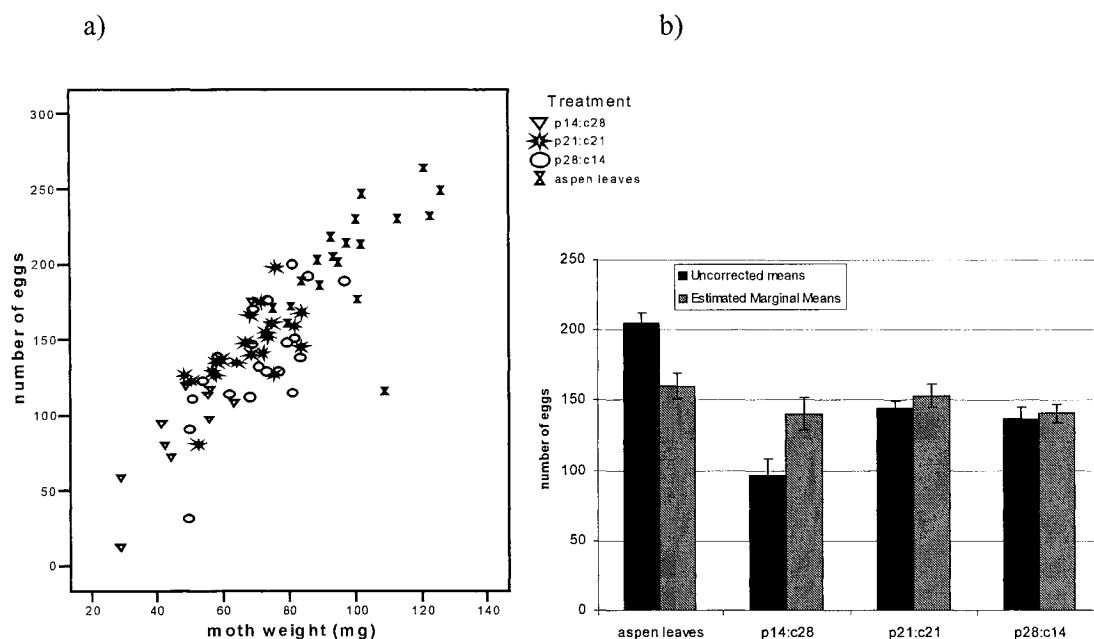 a)
b)
number of eggs
300
250
200
150
100
50
0
20 40 60 80 100 120 140
moth weight (mg)
Treatment
p14:c28
p21:c21
p28:c14
aspen leaves
number of eggs
250
200
150
100
50
0
Uncorrected means
Estimated Marginal Means
aspen leaves p14:c28 p21:c21 p28:c14